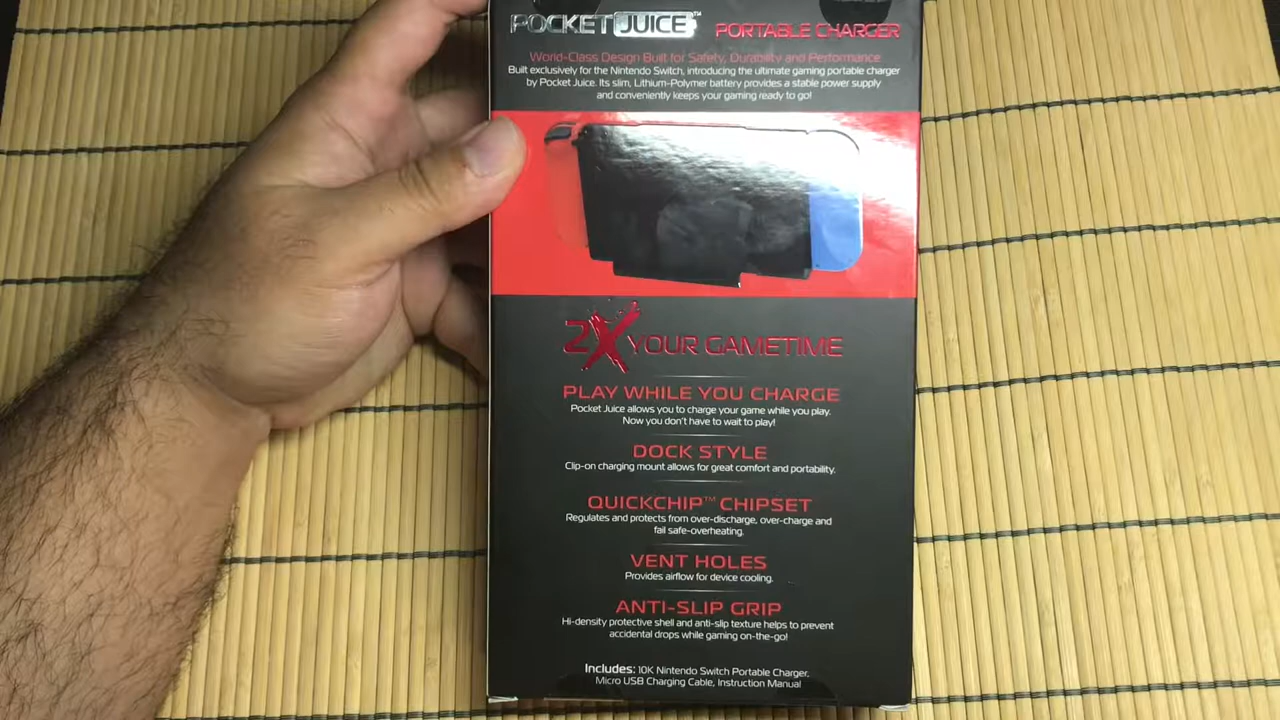 POCKET JUICE™ PORTABLE CHARGER
World-Class Design Built for Safety, Durability and Performance
Built exclusively for the Nintendo Switch, introducing the ultimate gaming portable charger
by Pocket Juice. Its slim, Lithium-Polymer battery provides a stable power supply
and conveniently keeps your gaming ready to go!
2X YOUR GAMETIME
PLAY WHILE YOU CHARGE
Pocket Juice allows you to charge your game while you play.
Now you don't have to wait to play!
DOCK STYLE
Clip-on charging mount allows for great comfort and portability.
QUICKCHIP™ CHIPSET
Regulates and protects from over-discharge, over-charge and
fail safe-overheating.
VENT HOLES
Provides airflow for device cooling.
ANTI-SLIP GRIP
Hi-density protective shell and anti-slip texture helps to prevent
accidental drops while gaming on-the-go!
Includes: 10K Nintendo Switch Portable Charger,
Micro USB Charging Cable, Instruction Manual